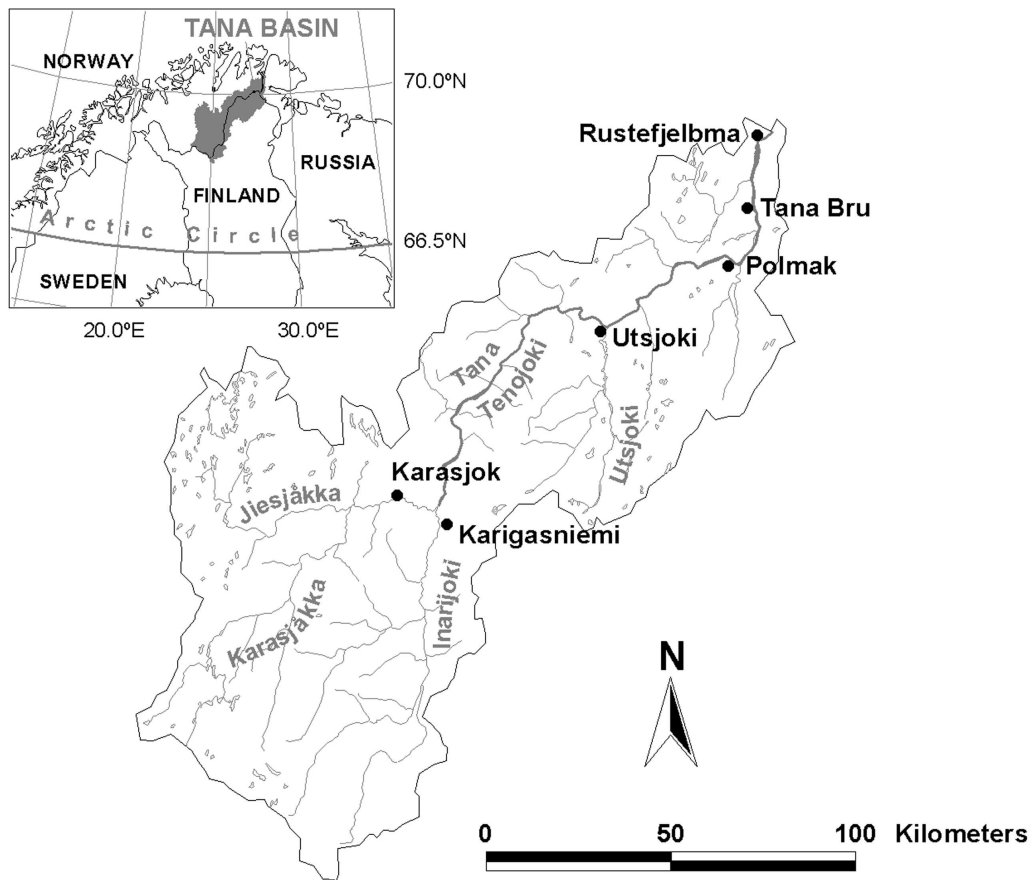 TANA BASIN
NORWAY
70.0ºN
RUSSIA
FINLAND
Arctic Circle
66.5ºN
SWEDEN
20.0ºE
30.0ºE
Rustefjelbma
Tana Bru
Polmak
Utsjoki
Tana
Tenojoki
Utsjoki
Karasjok
Jiesjåkka
Karigasniemi
Inarijoki
Karasjåkka
N
0 50 100 Kilometers